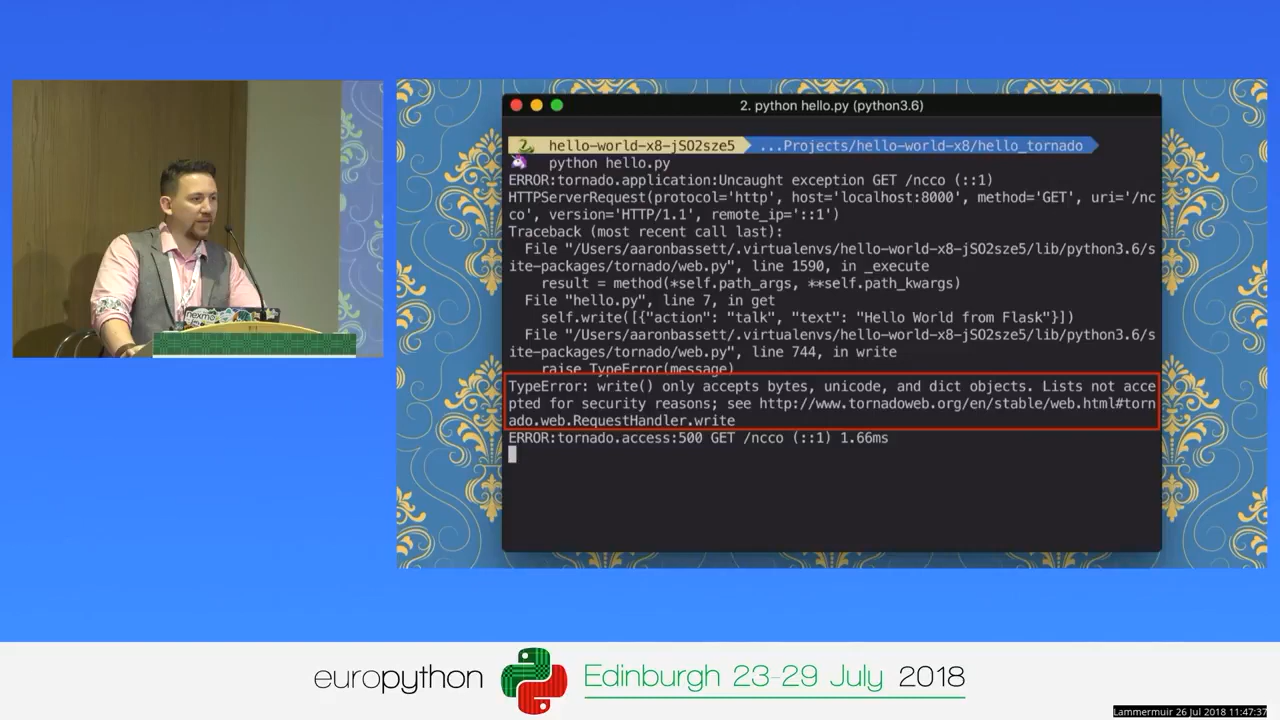 nexmo
2. python hello.py (python3.6)
hello-world-x8-jSO2sze5 ...Projects/hello-world-x8/hello_tornado
python hello.py
ERROR:tornado.application:Uncaught exception GET /ncco (::1)
HTTPServerRequest(protocol='http', host='localhost:8000', method='GET', uri='/nc
co', version='HTTP/1.1', remote_ip='::1')
Traceback (most recent call last):
File "/Users/aaronbassett/.virtualenvs/hello-world-x8-jSO2sze5/lib/python3.6/s
ite-packages/tornado/web.py", line 1590, in _execute
result = method(*self.path_args, **self.path_kwargs)
File "hello.py", line 7, in get
self.write([{"action": "talk", "text": "Hello World from Flask"}])
File "/Users/aaronbassett/.virtualenvs/hello-world-x8-jSO2sze5/lib/python3.6/s
ite-packages/tornado/web.py", line 744, in write
raise TypeError(message)
TypeError: write() only accepts bytes, unicode, and dict objects. Lists not acce
pted for security reasons; see http://www.tornadoweb.org/en/stable/web.html#torn
ado.web.RequestHandler.write
ERROR:tornado.access:500 GET /ncco (::1) 1.66ms
europython Edinburgh 23-29 July 2018
Lammermuir 26 Jul 2018 11:47:37